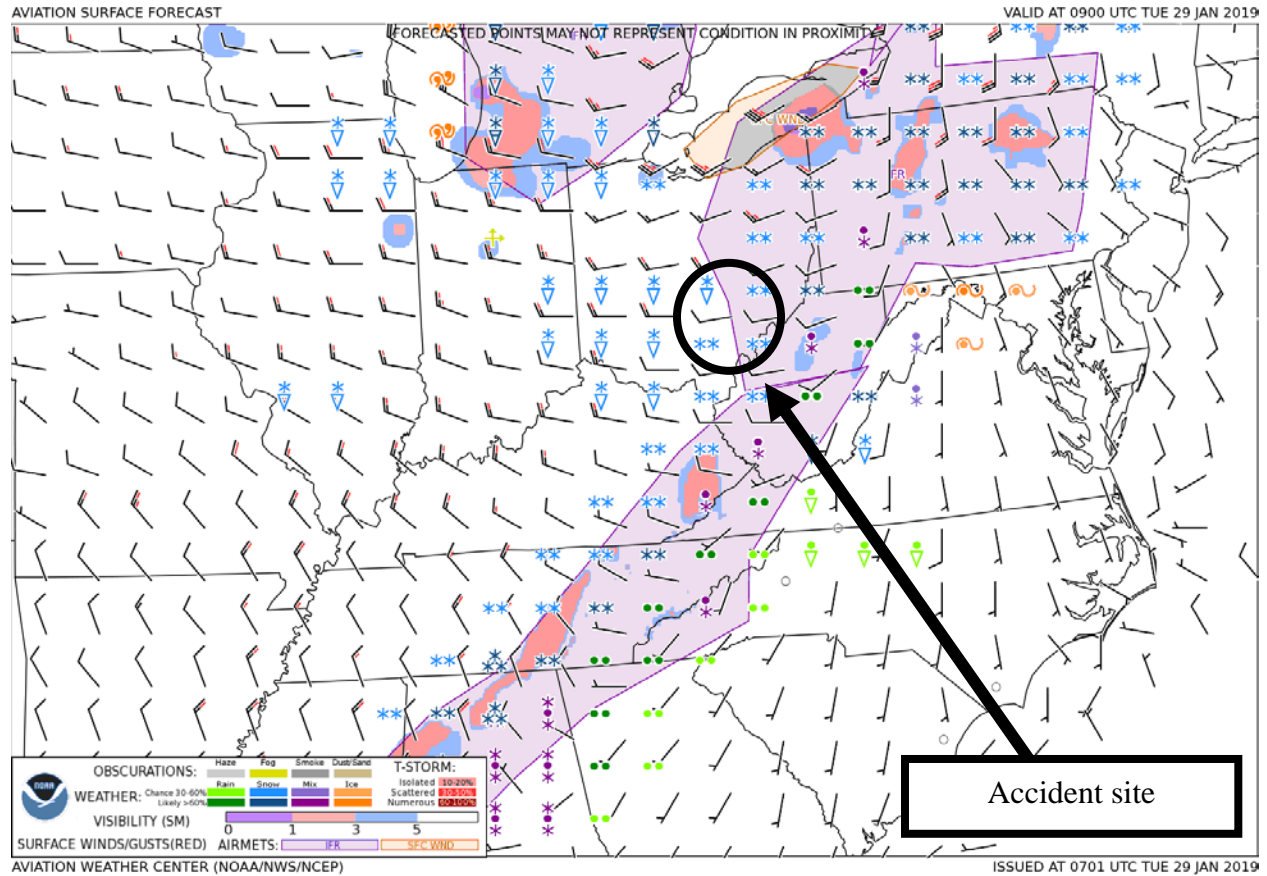 AVIATION SURFACE FORECAST
VALID AT 0900 UTC TUE 29 JAN 2019
FORECASTED POINTS MAY NOT REPRESENT CONDITION IN PROXIMITY
WND
FR
Accident site
NOAA
OBSCURATIONS: Haze Fog Smoke Dust/Sand
WEATHER: Rain Snow Mix Ice
Chance 30-60%
Likely >60%
T-STORM:
Isolated 10-20%
Scattered 30-50%
Numerous 60-100%
VISIBILITY (SM)
0 1 3 5
SURFACE WINDS/GUSTS(RED) AIRMETS: IFR SFC WND
AVIATION WEATHER CENTER (NOAA/NWS/NCEP)
ISSUED AT 0701 UTC TUE 29 JAN 2019